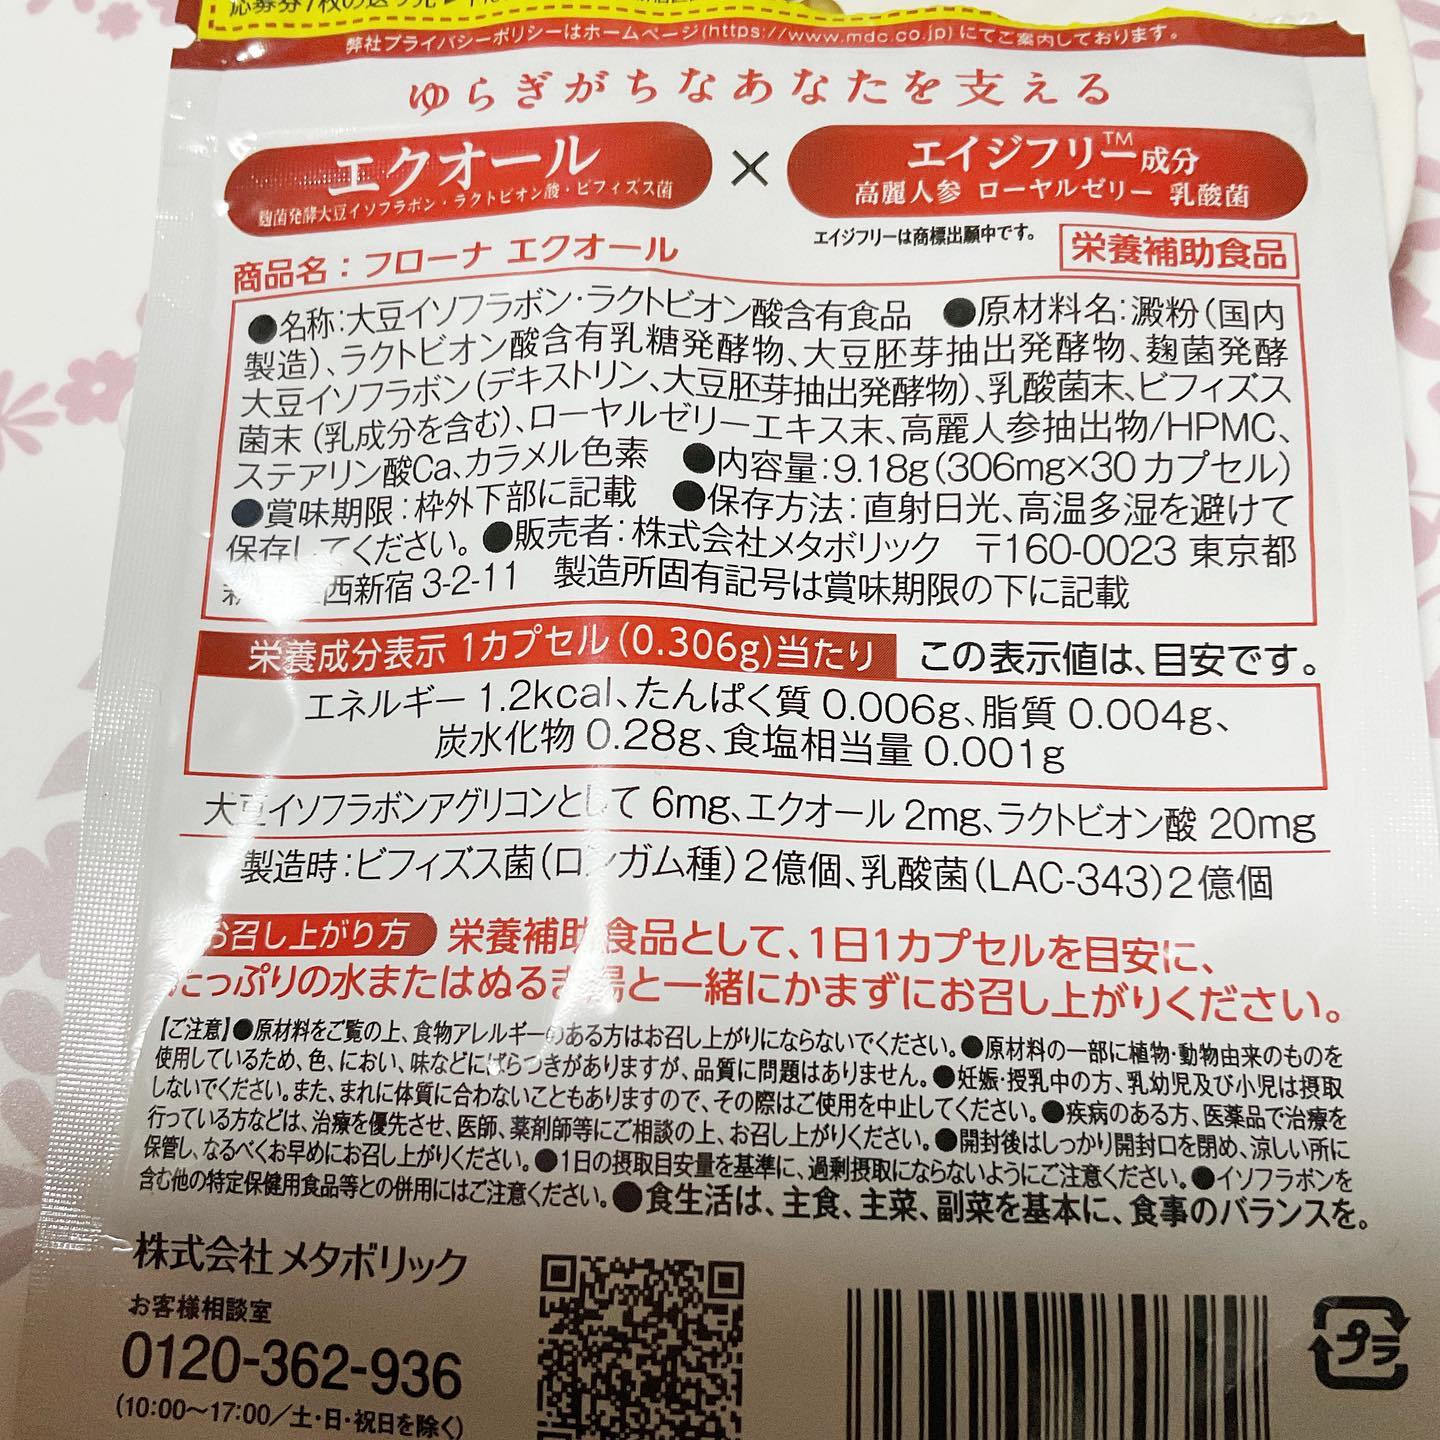 弊社プライバシーポリシーはホームページ(https://www.mdc.co.jp)にてご案内しております。
ゆらぎがちなあなたを支える
エクオール
麹菌発酵大豆イソフラボン・ラクトビオン酸・ビフィズス菌
×
エイジフリー™成分
高麗人参 ローヤルゼリー 乳酸菌
エイジフリーは商標出願中です。
商品名：フローナ エクオール
栄養補助食品
●名称:大豆イソフラボン・ラクトビオン酸含有食品 ●原材料名：澱粉(国内
製造)、ラクトビオン酸含有乳糖発酵物、大豆胚芽抽出発酵物、麹菌発酵
大豆イソフラボン(デキストリン、大豆胚芽抽出発酵物)、乳酸菌末、ビフィズス
菌末(乳成分を含む)、ローヤルゼリーエキス末、高麗人参抽出物/HPMC、
ステアリン酸Ca、カラメル色素 ●内容量：9.18g(306mg×30カプセル)
●賞味期限：枠外下部に記載 ●保存方法：直射日光、高温多湿を避けて
保存してください。●販売者：株式会社メタボリック 〒160-0023 東京都
西新宿3-2-11 製造所固有記号は賞味期限の下に記載
栄養成分表示 1カプセル(0.306g)当たり この表示値は、目安です。
エネルギー 1.2kcal、たんぱく質 0.006g、脂質 0.004g、
炭水化物 0.28g、食塩相当量 0.001g
大豆イソフラボンアグリコンとして 6mg、エクオール 2mg、ラクトビオン酸 20mg
製造時：ビフィズス菌(ロンガム種)2億個、乳酸菌(LAC-343)2億個
お召し上がり方 栄養補助食品として、1日1カプセルを目安に、
たっぷりの水またはぬるま湯と一緒にかまずにお召し上がりください。
【ご注意】●原材料をご覧の上、食物アレルギーのある方はお召し上がりにならないでください。●原材料の一部に植物・動物由来のものを
使用しているため、色、におい、味などにばらつきがありますが、品質に問題はありません。●妊娠・授乳中の方、乳幼児及び小児は摂取
しないでください。また、まれに体質に合わないこともありますので、その際はご使用を中止してください。●疾病のある方、医薬品で治療を
行っている方などは、治療を優先させ、医師、薬剤師等にご相談の上、お召し上がりください。●開封後はしっかり開封口を閉め、涼しい所に
保管し、なるべくお早めにお召し上がりください。●1日の摂取目安量を基準に、過剰摂取にならないようにご注意ください。●イソフラボンを
含む他の特定保健用食品等との併用にはご注意ください。●食生活は、主食、主菜、副菜を基本に、食事のバランスを。
株式会社メタボリック
お客様相談室
0120-362-936
(10:00〜17:00/土・日・祝日を除く)
プラ